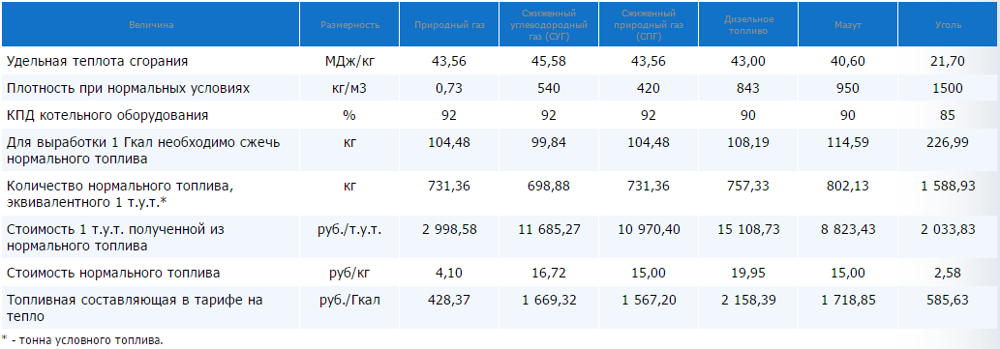 Величина Размерность Природный газ Сжиженный углеводородный газ (СУГ) Сжиженный природный газ (СПГ) Дизельное топливо Мазут Уголь
Удельная теплота сгорания МДж/кг 43,56 45,58 43,56 43,00 40,60 21,70
Плотность при нормальных условиях кг/м3 0,73 540 420 843 950 1500
КПД котельного оборудования % 92 92 92 90 90 85
Для выработки 1 Гкал необходимо сжечь кг 104,48 99,84 104,48 108,19 114,59 226,99
нормального топлива
Количество нормального топлива, кг 731,36 698,88 731,36 757,33 802,13 1 588,93
эквивалентного 1 т.у.т.*
Стоимость 1 т.у.т. полученной из руб./т.у.т. 2 998,58 11 685,27 10 970,40 15 108,73 8 823,43 2 033,83
нормального топлива
Стоимость нормального топлива руб/кг 4,10 16,72 15,00 19,95 15,00 2,58
Топливная составляющая в тарифе на руб./Гкал 428,37 1 669,32 1 567,20 2 158,39 1 718,85 585,63
тепло
* - тонна условного топлива.